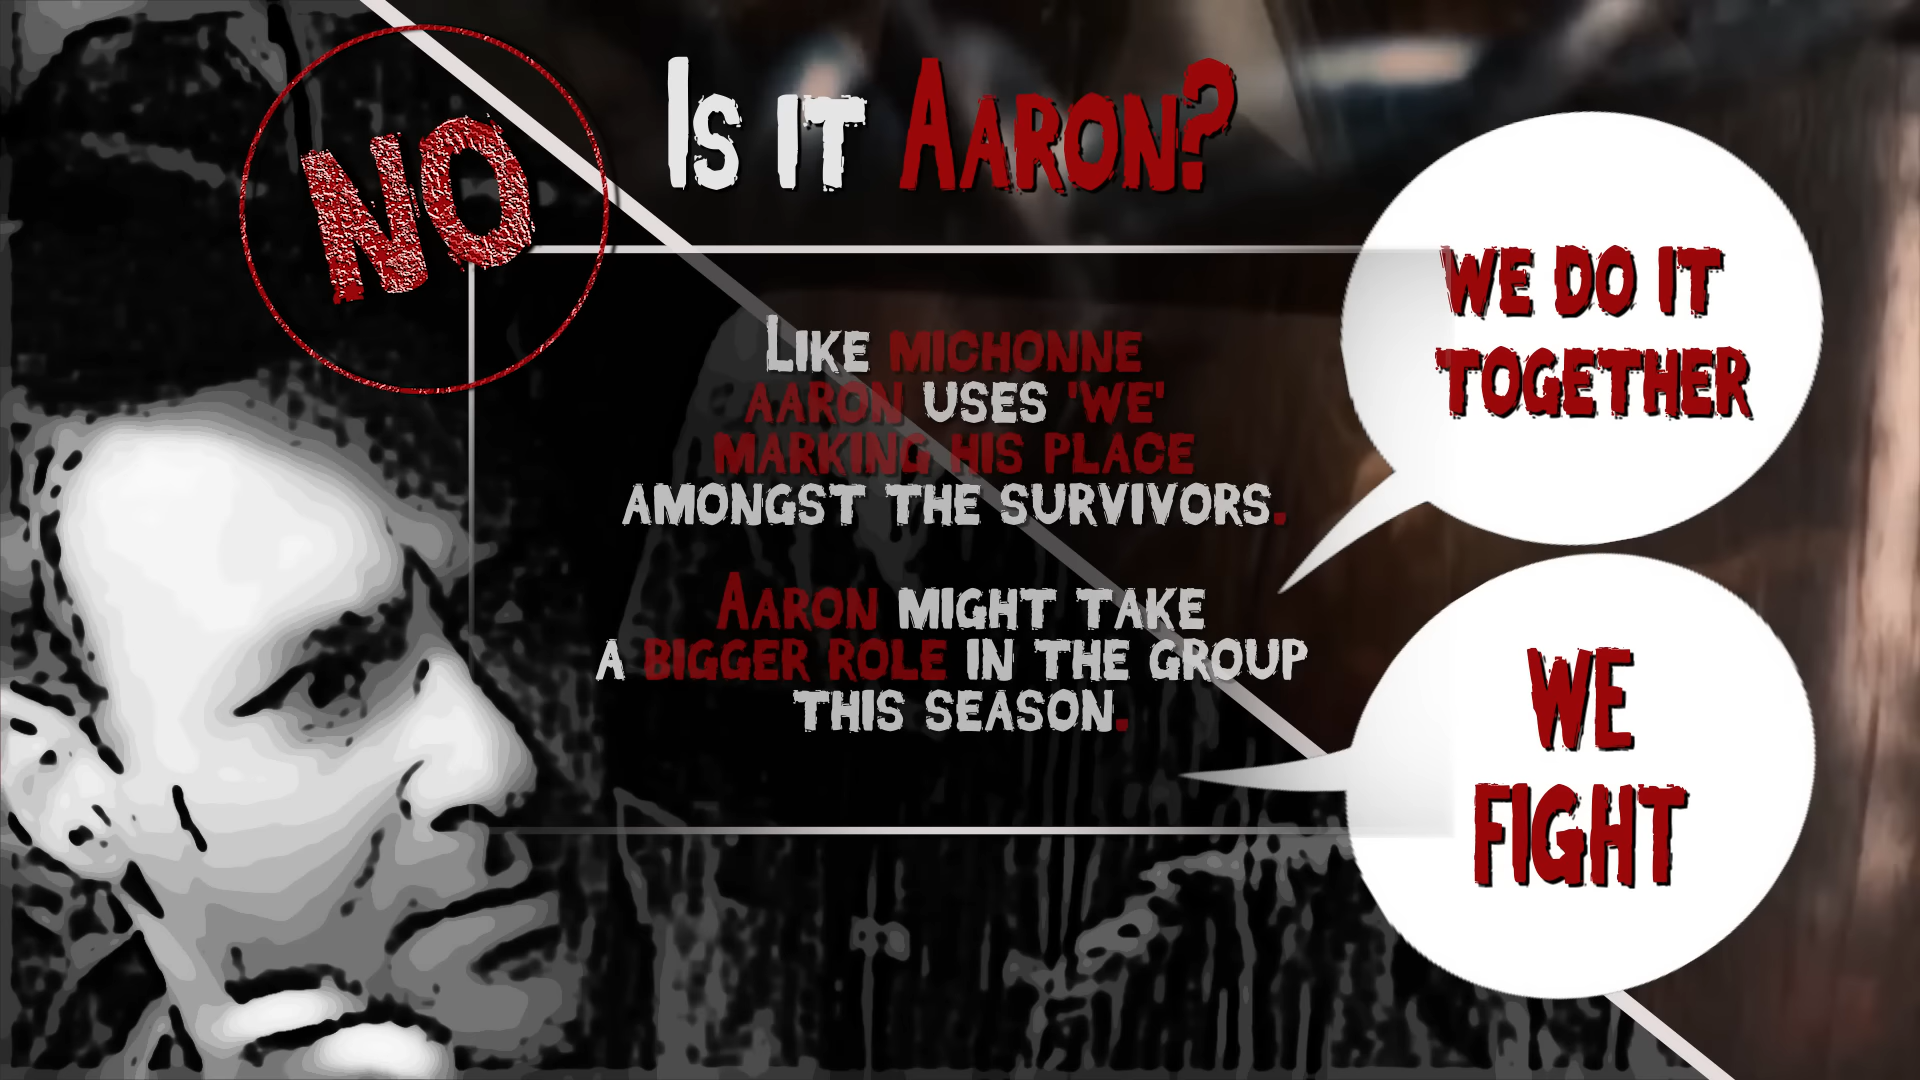 NO
Is it Aaron?
Like Michonne
Aaron uses 'we'
marking his place
amongst the survivors.
Aaron might take
a bigger role in the group
this season.
we do it
together
we
fight